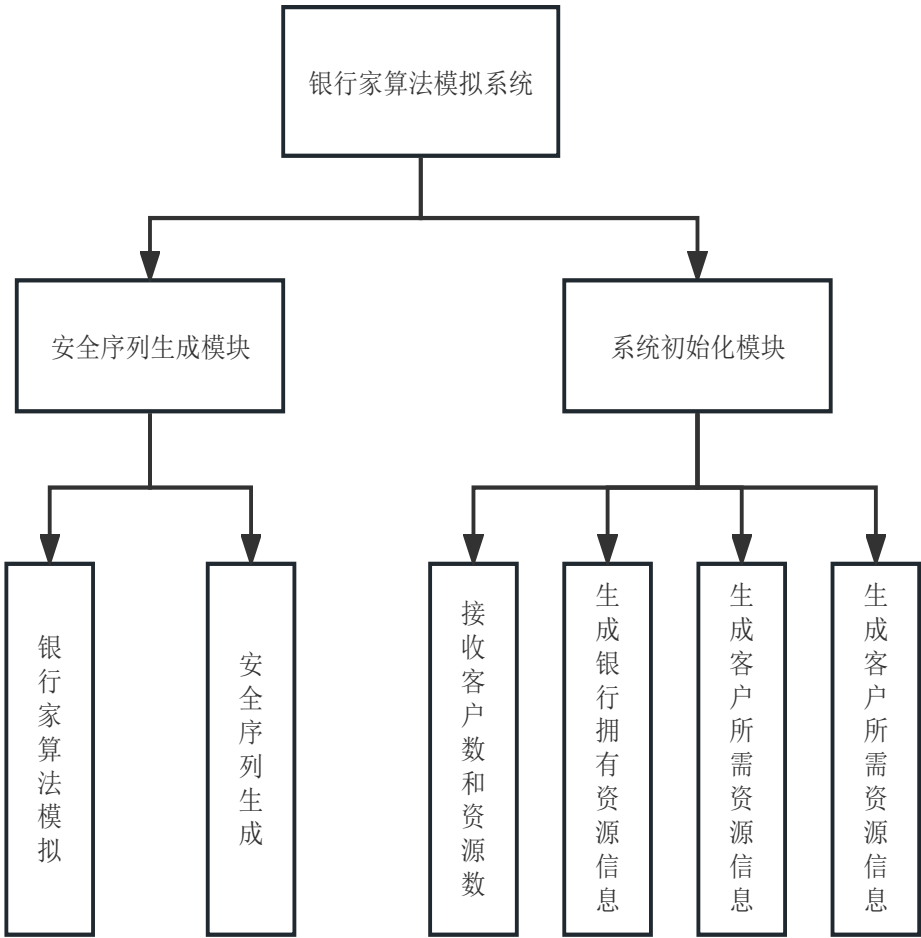 银行家算法模拟系统
安全序列生成模块
系统初始化模块
银行家算法模拟
安全序列生成
接收客户数和资源数
生成银行拥有资源信息
生成客户所需资源信息
生成客户所需资源信息